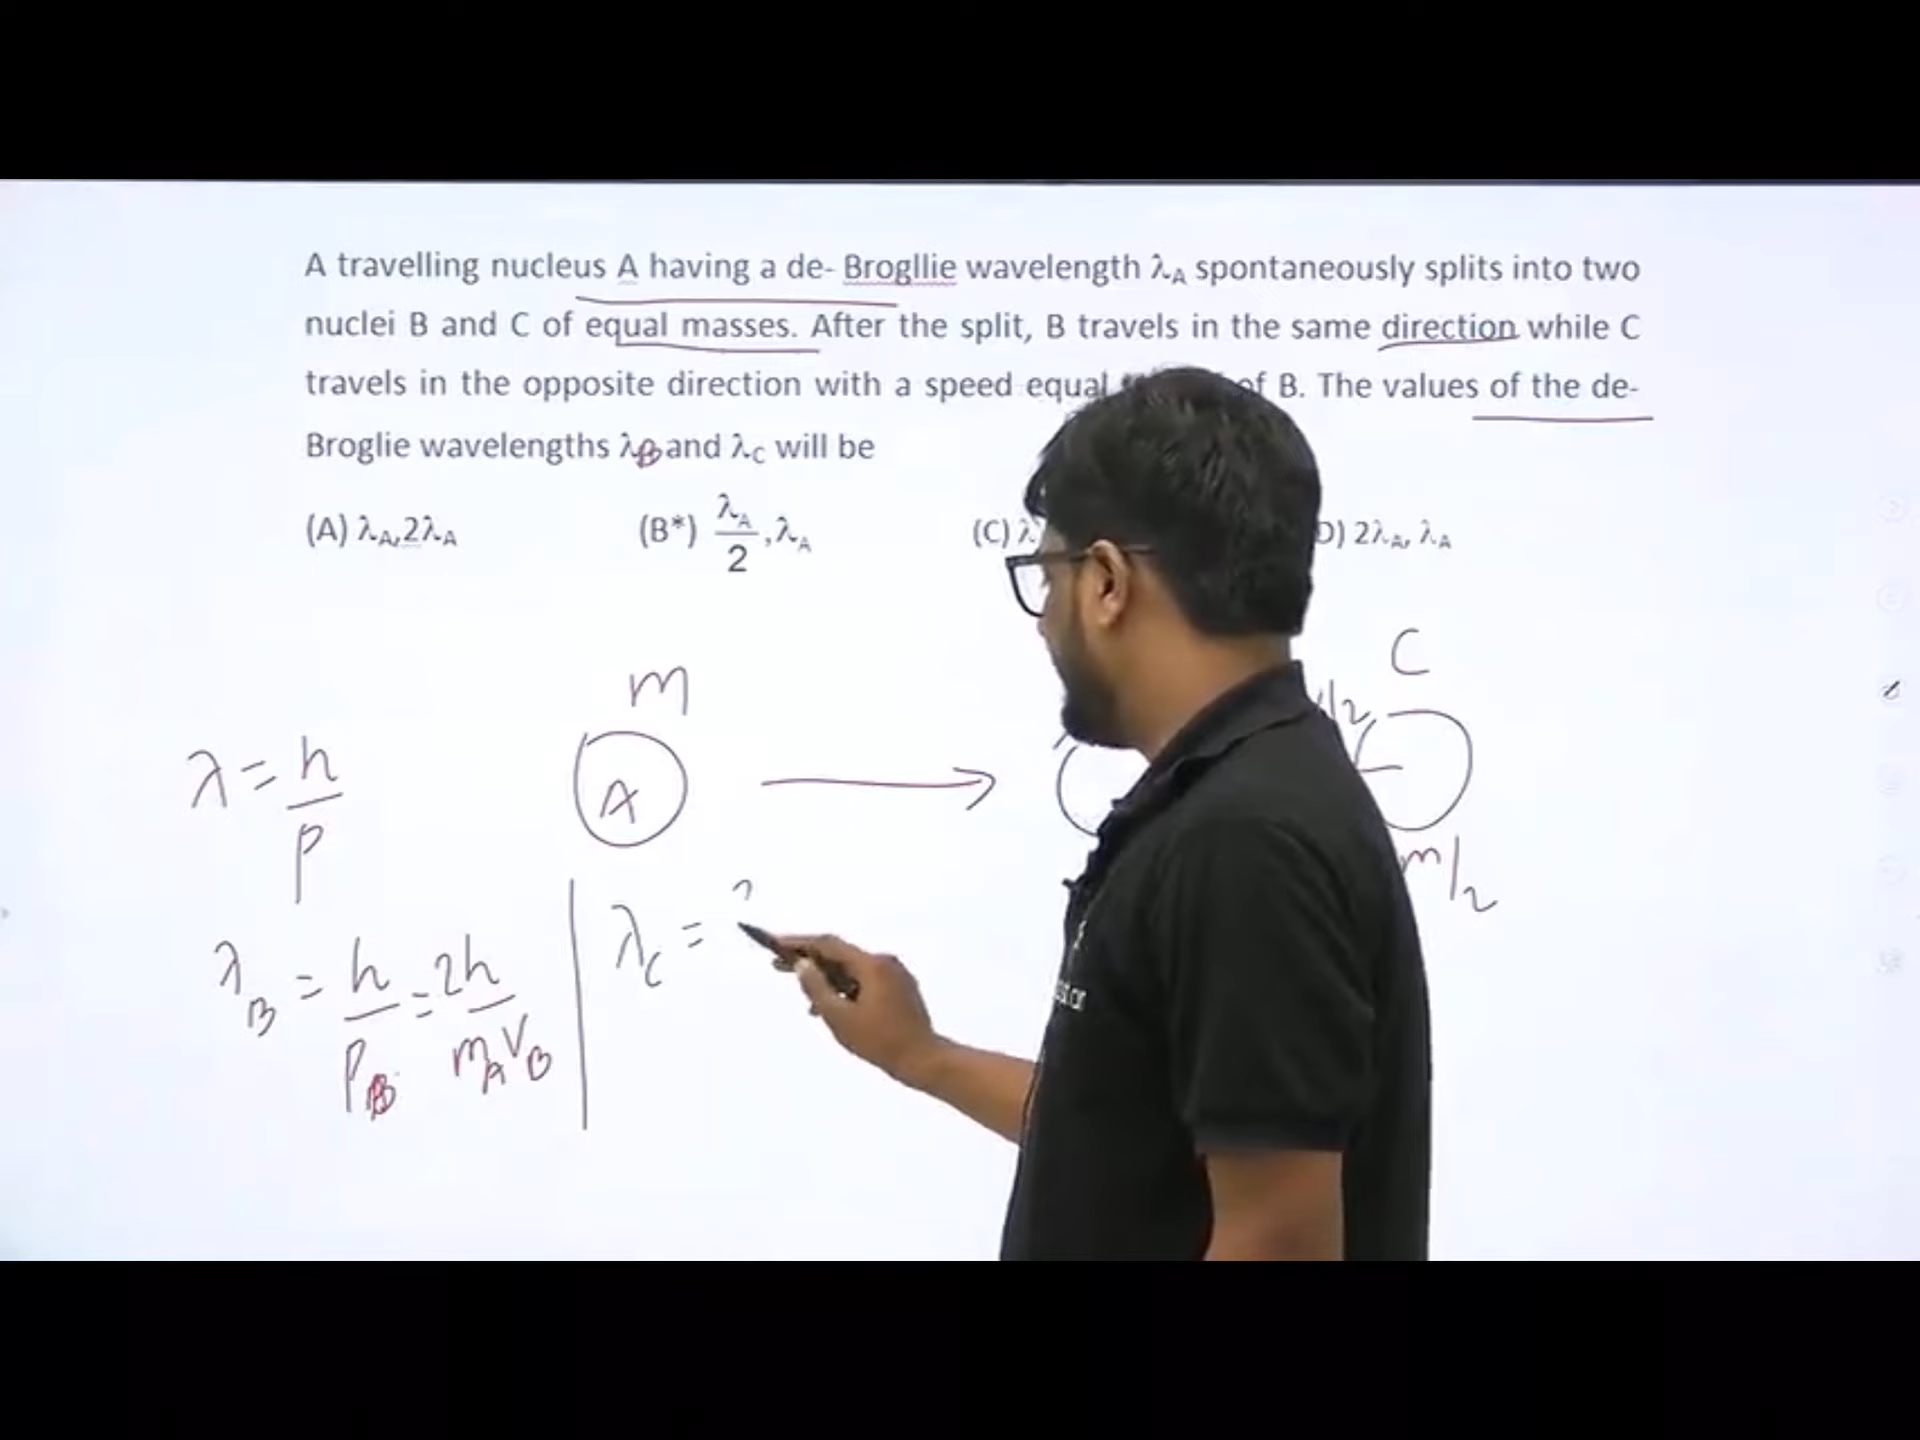 A travelling nucleus A having a de- Brogllie wavelength λA spontaneously splits into two
nuclei B and C of equal masses. After the split, B travels in the same direction while C
travels in the opposite direction with a speed equal of B. The values of the de-
Broglie wavelengths λB and λC will be
(A) λA, 2λA (B*) λA/2 , λA (C) λ D) 2λA, λA
m
C
/2
λ = h/p
A
m/2
λB = h/pB = 2h/mAVB
λC = 2